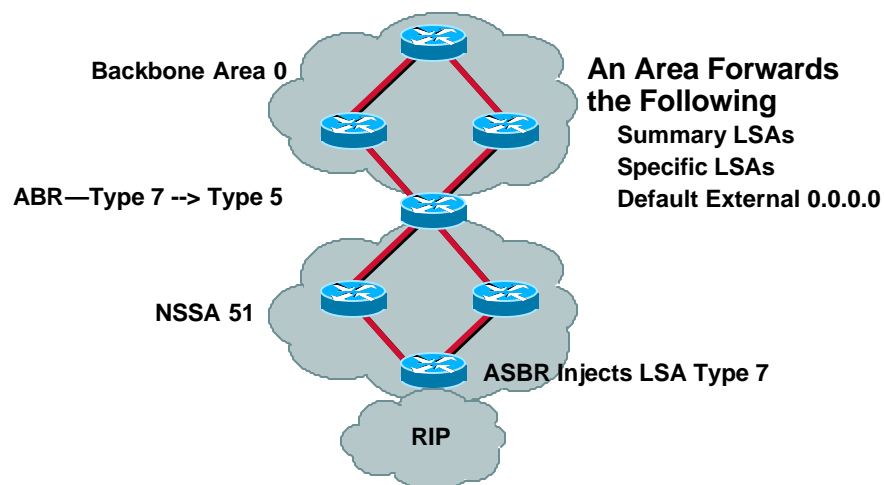 Backbone Area 0
An Area Forwards
the Following
Summary LSAs
Specific LSAs
Default External 0.0.0.0
ABR—Type 7 --> Type 5
NSSA 51
ASBR Injects LSA Type 7
RIP